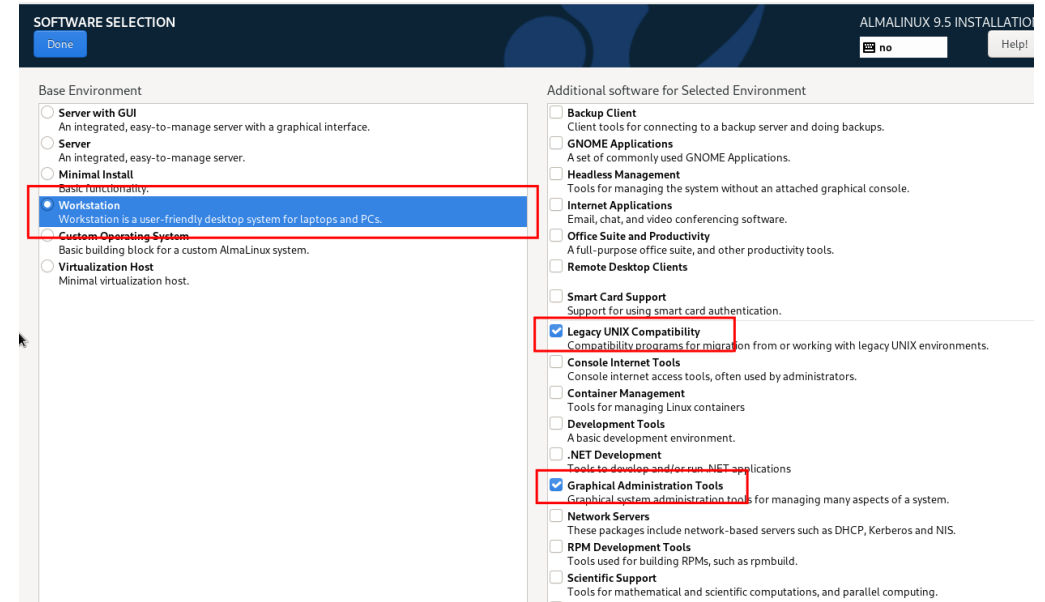 SOFTWARE SELECTION
ALMALINUX 9.5 INSTALLATION
Done
no
Help!
Base Environment
Server with GUI
An integrated, easy-to-manage server with a graphical interface.
Server
An integrated, easy-to-manage server.
Minimal Install
Basic functionality.
Workstation
Workstation is a user-friendly desktop system for laptops and PCs.
Custom Operating System
Basic building block for a custom AlmaLinux system.
Virtualization Host
Minimal virtualization host.
Additional software for Selected Environment
Backup Client
Client tools for connecting to a backup server and doing backups.
GNOME Applications
A set of commonly used GNOME Applications.
Headless Management
Tools for managing the system without an attached graphical console.
Internet Applications
Email, chat, and video conferencing software.
Office Suite and Productivity
A full-purpose office suite, and other productivity tools.
Remote Desktop Clients
Smart Card Support
Support for using smart card authentication.
Legacy UNIX Compatibility
Compatibility programs for migration from or working with legacy UNIX environments.
Console Internet Tools
Console internet access tools, often used by administrators.
Container Management
Tools for managing Linux containers
Development Tools
A basic development environment.
.NET Development
Tools to develop and/or run .NET applications
Graphical Administration Tools
Graphical system administration tools for managing many aspects of a system.
Network Servers
These packages include network-based servers such as DHCP, Kerberos and NIS.
RPM Development Tools
Tools used for building RPMs, such as rpmbuild.
Scientific Support
Tools for mathematical and scientific computations, and parallel computing.